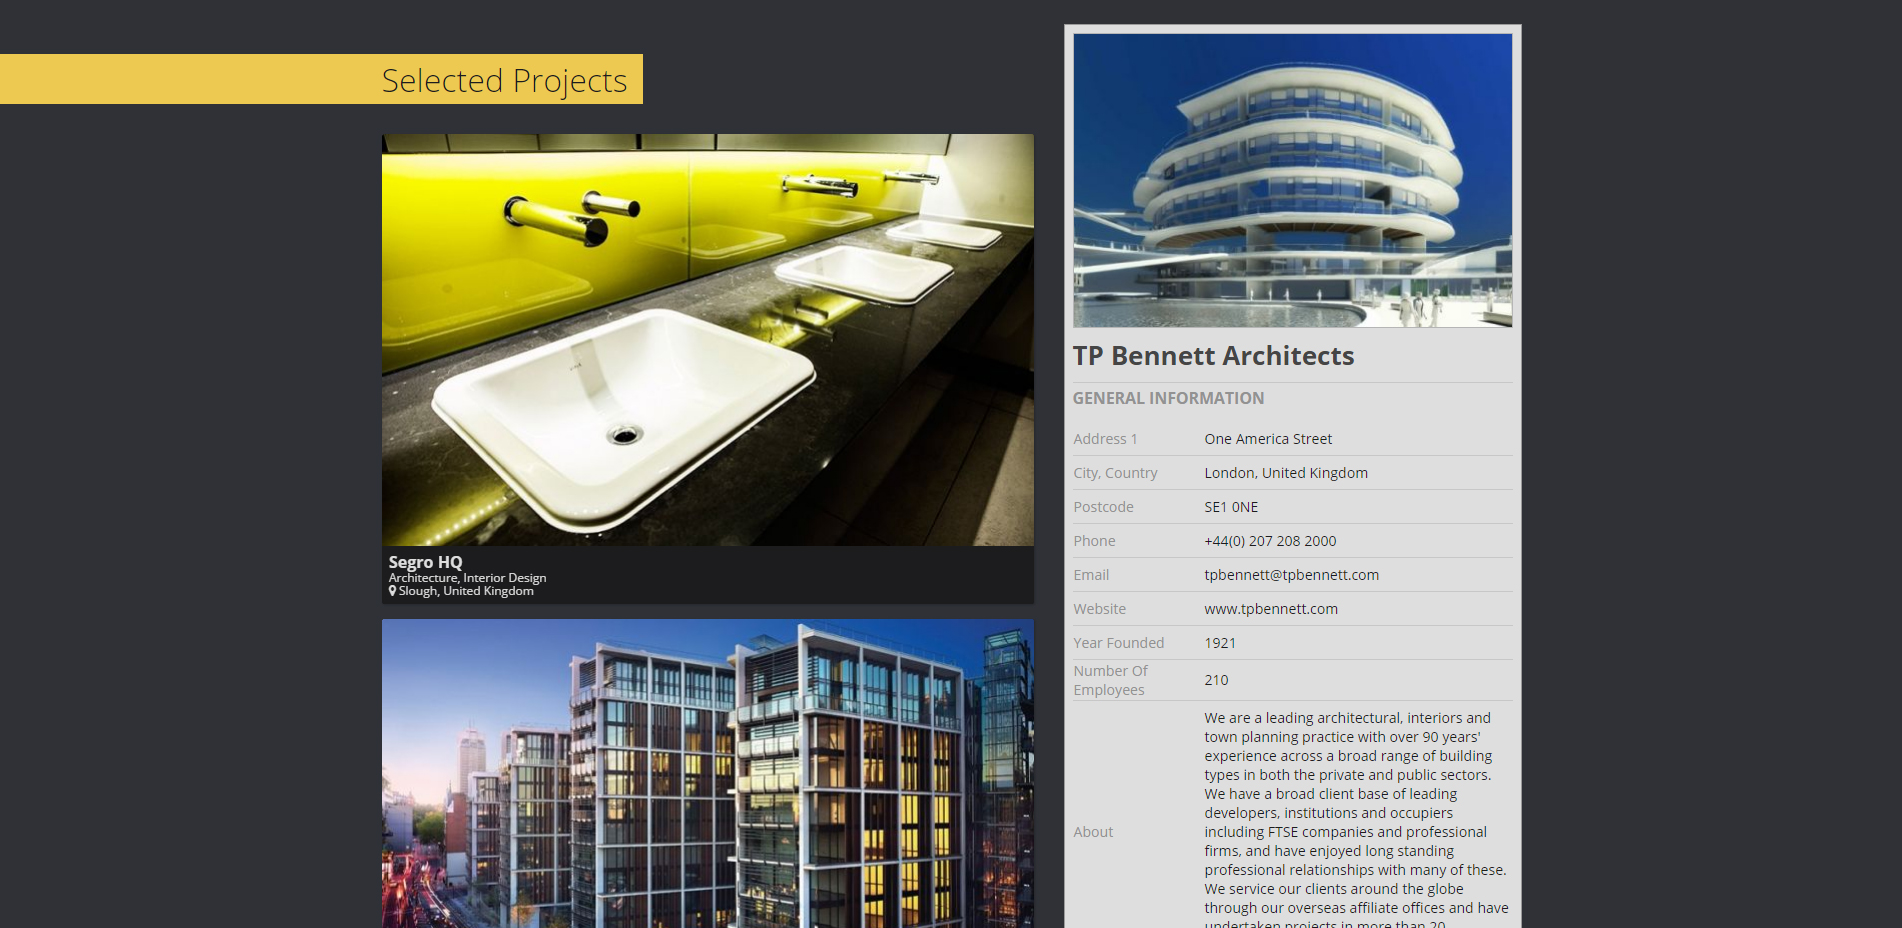 Selected Projects
Segro HQ
Architecture, Interior Design
Slough, United Kingdom
TP Bennett Architects
GENERAL INFORMATION
Address 1 One America Street
City, Country London, United Kingdom
Postcode SE1 0NE
Phone +44(0) 207 208 2000
Email tpbennett@tpbennett.com
Website www.tpbennett.com
Year Founded 1921
Number Of
Employees 210
About
We are a leading architectural, interiors and
town planning practice with over 90 years'
experience across a broad range of building
types in both the private and public sectors.
We have a broad client base of leading
developers, institutions and occupiers
including FTSE companies and professional
firms, and have enjoyed long standing
professional relationships with many of these.
We service our clients around the globe
through our overseas affiliate offices and have
undertaken projects in more than 20